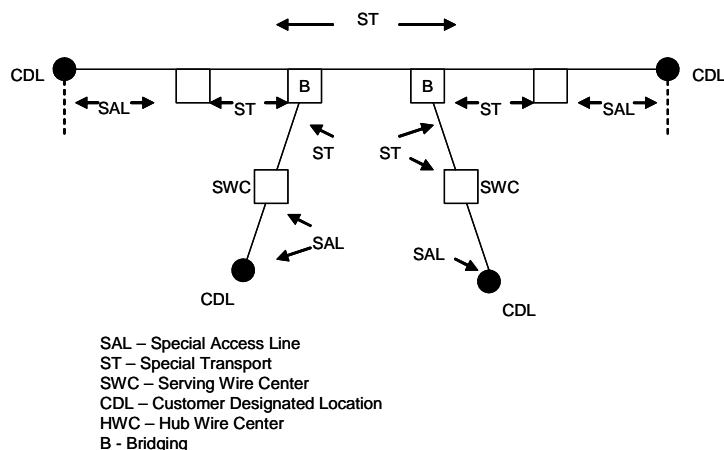 ST
CDL
CDL
B
B
SAL
ST
ST
SAL
ST
ST
SWC
SWC
SAL
SAL
CDL
CDL
SAL – Special Access Line
ST – Special Transport
SWC – Serving Wire Center
CDL – Customer Designated Location
HWC – Hub Wire Center
B - Bridging